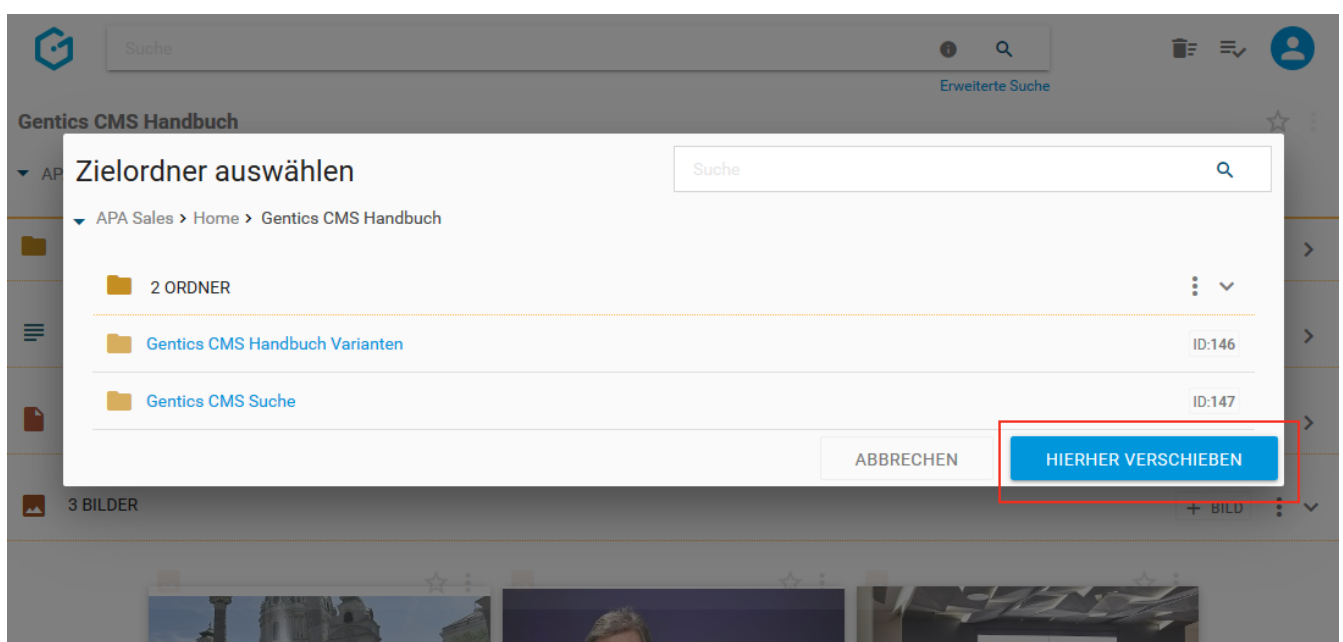 Suche
Erweiterte Suche
Gentics CMS Handbuch
AP
Zielordner auswählen
Suche
APA Sales > Home > Gentics CMS Handbuch
2 ORDNER
Gentics CMS Handbuch Varianten
ID:146
Gentics CMS Suche
ID:147
ABBRECHEN
HIERHER VERSCHIEBEN
3 BILDER
+ BILD